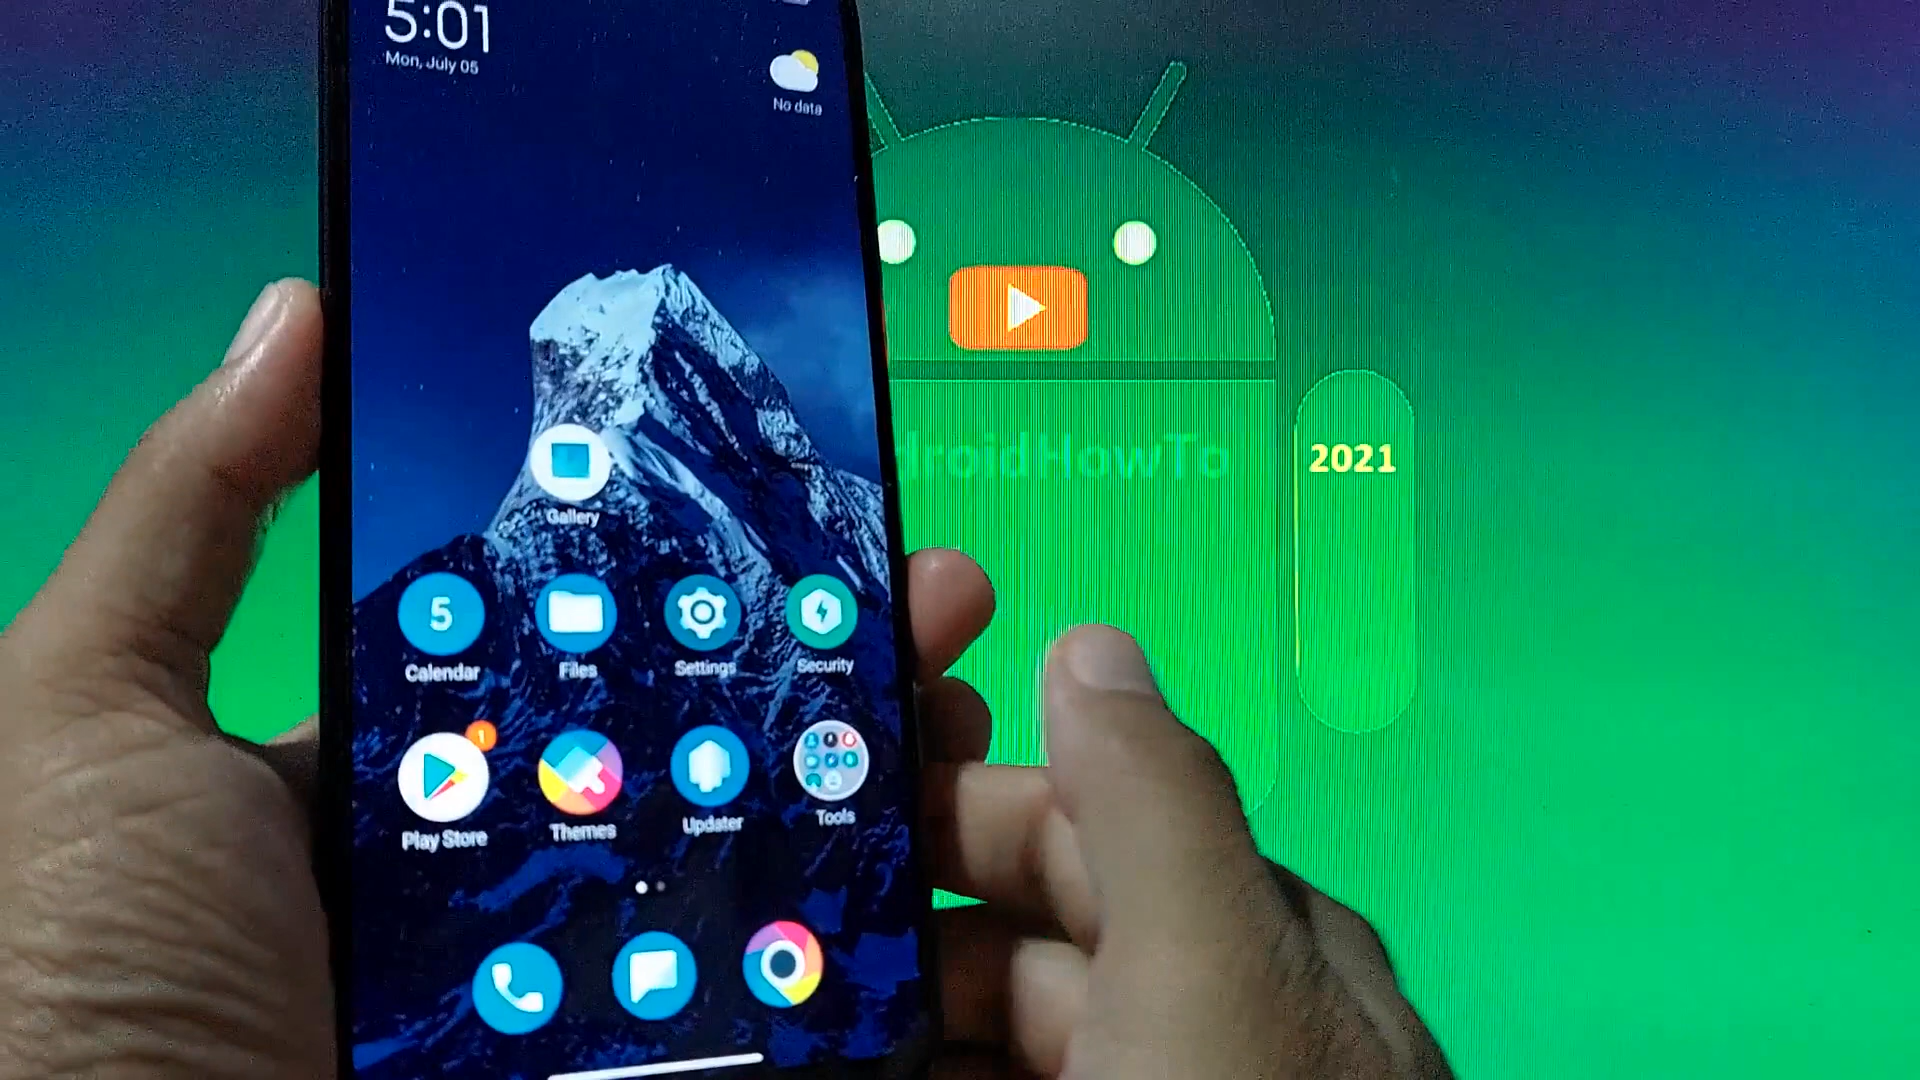 5:01
Mon, July 05
No data
Gallery
5
Calendar
Files
Settings
Security
1
Play Store
Themes
Updater
Tools
droidHowTo
2021